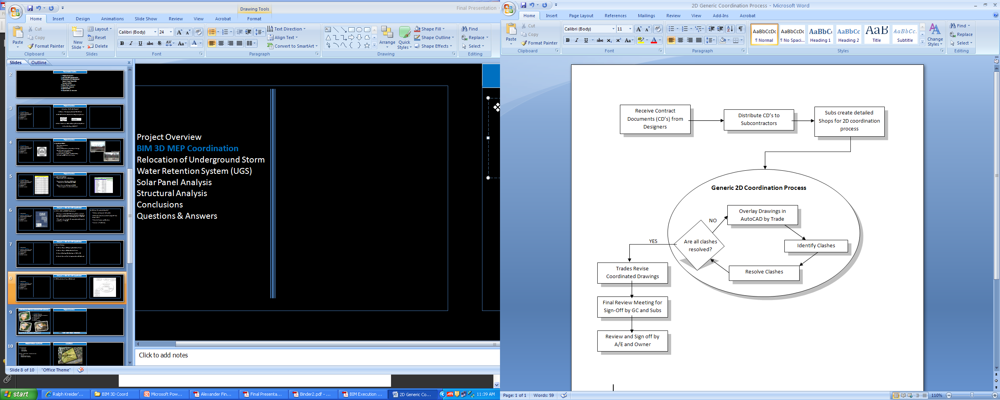 Drawing Tools
Final Presentation -
Home Insert Design Animations Slide Show Review View Acrobat Format
Paste
Cut
Copy
Format Painter
Clipboard
New Slide
Layout
Reset
Delete
Slides
Calibri (Body) 24
B I U abc S AV Aa A
Font
Text Direction
Align Text
Convert to SmartArt
Paragraph
Arrange
Quick Styles
Shape Fill
Shape Outline
Shape Effects
Drawing
Find
Replace
Select
Editing
Slides Outline
2
3
4
5
6
7
8
9
10
Project Overview
BIM 3D MEP Coordination
Relocation of Underground Storm
Water Retention System (UGS)
Solar Panel Analysis
Structural Analysis
Conclusions
Questions & Answers
Click to add notes
Slide 8 of 10 "Office Theme"
2D Generic Coordination Process - Microsoft Word
Home Insert Page Layout References Mailings Review View Add-Ins Acrobat
Paste
Cut
Copy
Format Painter
Clipboard
Calibri (Body) 11
B I U abc x₂ x² Aa A
Font
Paragraph
AaBbCcDc AaBbCcDc AaBbC AaBbCc AaB AaBbCc.
¶ Normal ¶ No Spaci... Heading 1 Heading 2 Title Subtitle
Change Styles
Styles
Find
Replace
Select
Editing
Receive Contract
Documents (CD's) from
Designers
Distribute CD's to
Subcontractors
Subs create detailed
Shops for 2D coordination
process
Generic 2D Coordination Process
Overlay Drawings in
AutoCAD by Trade
NO
Identify Clashes
Are all clashes
resolved?
YES
Resolve Clashes
Trades Revise
Coordinated Drawings
Final Review Meeting for
Sign-Off by GC and Subs
Review and Sign off by
A/E and Owner
Page: 1 of 1 Words: 59
110%
start
Ralph Kreider'...
BIM 3D Coord
Microsoft Pow...
Alexander Fin...
Final Presenta...
Binder2.pdf - ...
BIM Execution ...
2D Generic Co...
11:39 AM